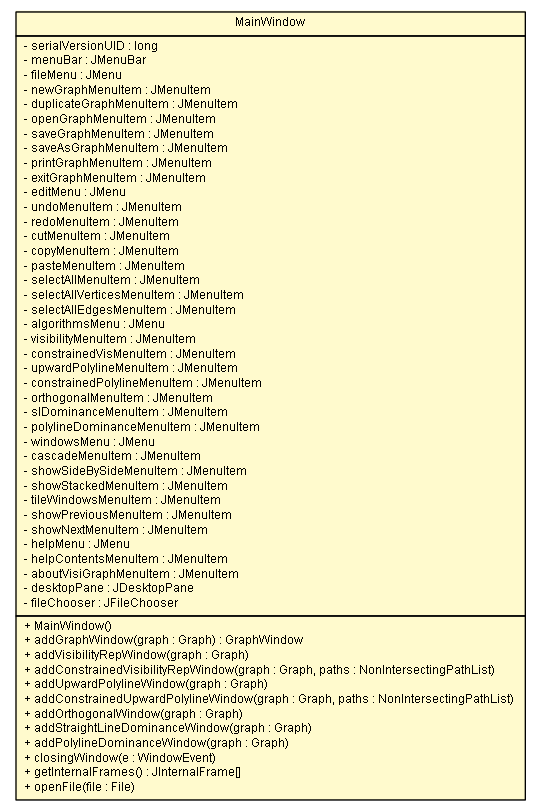 MainWindow
- serialVersionUID : long
- menuBar : JMenuBar
- fileMenu : JMenu
- newGraphMenuItem : JMenuItem
- duplicateGraphMenuItem : JMenuItem
- openGraphMenuItem : JMenuItem
- saveGraphMenuItem : JMenuItem
- saveAsGraphMenuItem : JMenuItem
- printGraphMenuItem : JMenuItem
- exitGraphMenuItem : JMenuItem
- editMenu : JMenu
- undoMenuItem : JMenuItem
- redoMenuItem : JMenuItem
- cutMenuItem : JMenuItem
- copyMenuItem : JMenuItem
- pasteMenuItem : JMenuItem
- selectAllMenuItem : JMenuItem
- selectAllVerticesMenuItem : JMenuItem
- selectAllEdgesMenuItem : JMenuItem
- algorithmsMenu : JMenu
- visibilityMenuItem : JMenuItem
- constrainedVisMenuItem : JMenuItem
- upwardPolylineMenuItem : JMenuItem
- constrainedPolylineMenuItem : JMenuItem
- orthogonalMenuItem : JMenuItem
- slDominanceMenuItem : JMenuItem
- polylineDominanceMenuItem : JMenuItem
- windowsMenu : JMenu
- cascadeMenuItem : JMenuItem
- showSideBySideMenuItem : JMenuItem
- showStackedMenuItem : JMenuItem
- tileWindowsMenuItem : JMenuItem
- showPreviousMenuItem : JMenuItem
- showNextMenuItem : JMenuItem
- helpMenu : JMenu
- helpContentsMenuItem : JMenuItem
- aboutVisiGraphMenuItem : JMenuItem
- desktopPane : JDesktopPane
- fileChooser : JFileChooser
+ MainWindow()
+ addGraphWindow(graph : Graph) : GraphWindow
+ addVisibilityRepWindow(graph : Graph)
+ addConstrainedVisibilityRepWindow(graph : Graph, paths : NonIntersectingPathList)
+ addUpwardPolylineWindow(graph : Graph)
+ addConstrainedUpwardPolylineWindow(graph : Graph, paths : NonIntersectingPathList)
+ addOrthogonalWindow(graph : Graph)
+ addStraightLineDominanceWindow(graph : Graph)
+ addPolylineDominanceWindow(graph : Graph)
+ closingWindow(e : WindowEvent)
+ getInternalFrames() : JInternalFrame[]
+ openFile(file : File)